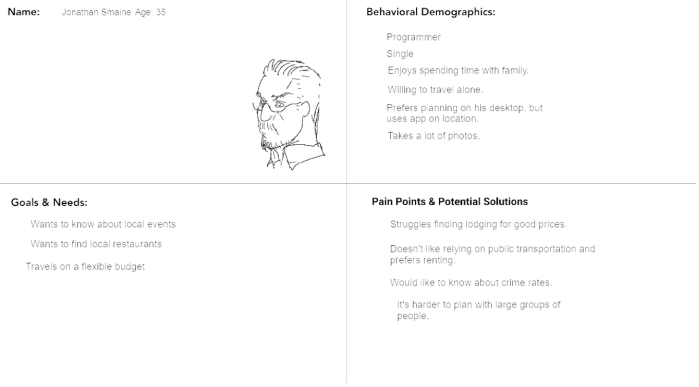 Name: Jonathan Smaine Age: 35
Behavioral Demographics:
Programmer
Single
Enjoys spending time with family.
Willing to travel alone.
Prefers planning on his desktop. but
uses app on location.
Takes a lot of photos.
Goals & Needs:
Wants to know about local events
Wants to find local restaurants
Travels on a flexible budget
Pain Points & Potential Solutions
Struggles finding lodging for good prices.
Doesn't like relying on public transportation and
prefers renting.
Would like to know about crime rates.
It's harder to plan with large groups of
people.